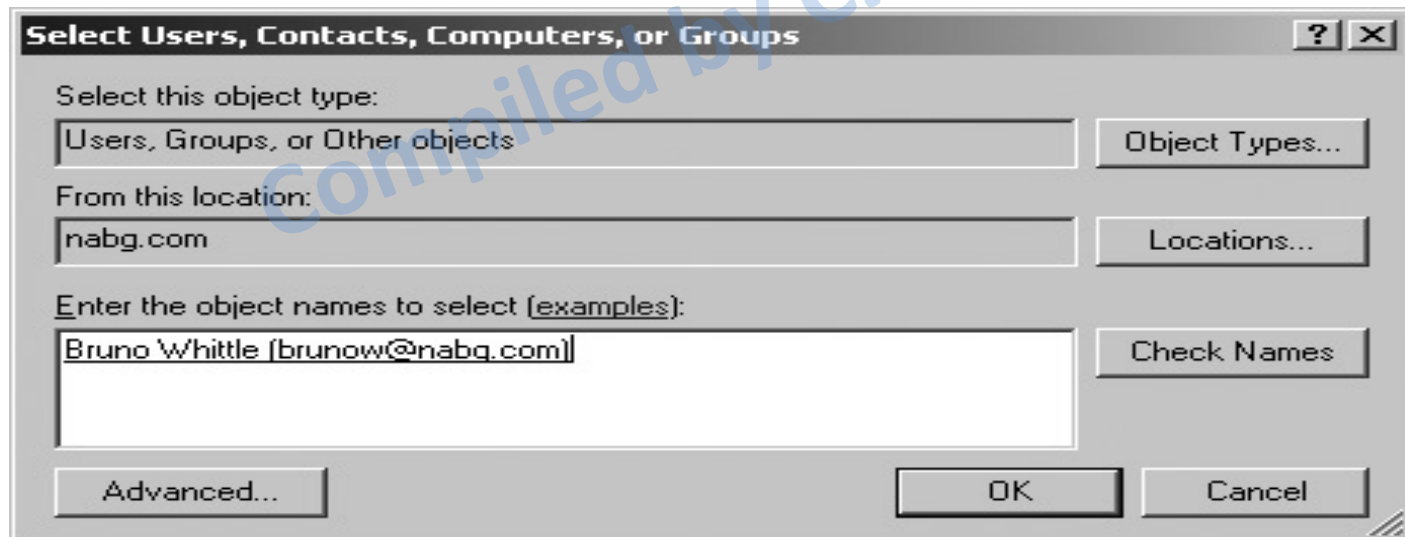 Compiled by
Select Users, Contacts, Computers, or Groups
Select this object type:
Users, Groups, or Other objects
Object Types...
From this location:
nabg.com
Locations...
Enter the object names to select (examples):
Bruno Whittle (brunow@nabg.com)
Check Names
Advanced...
OK
Cancel